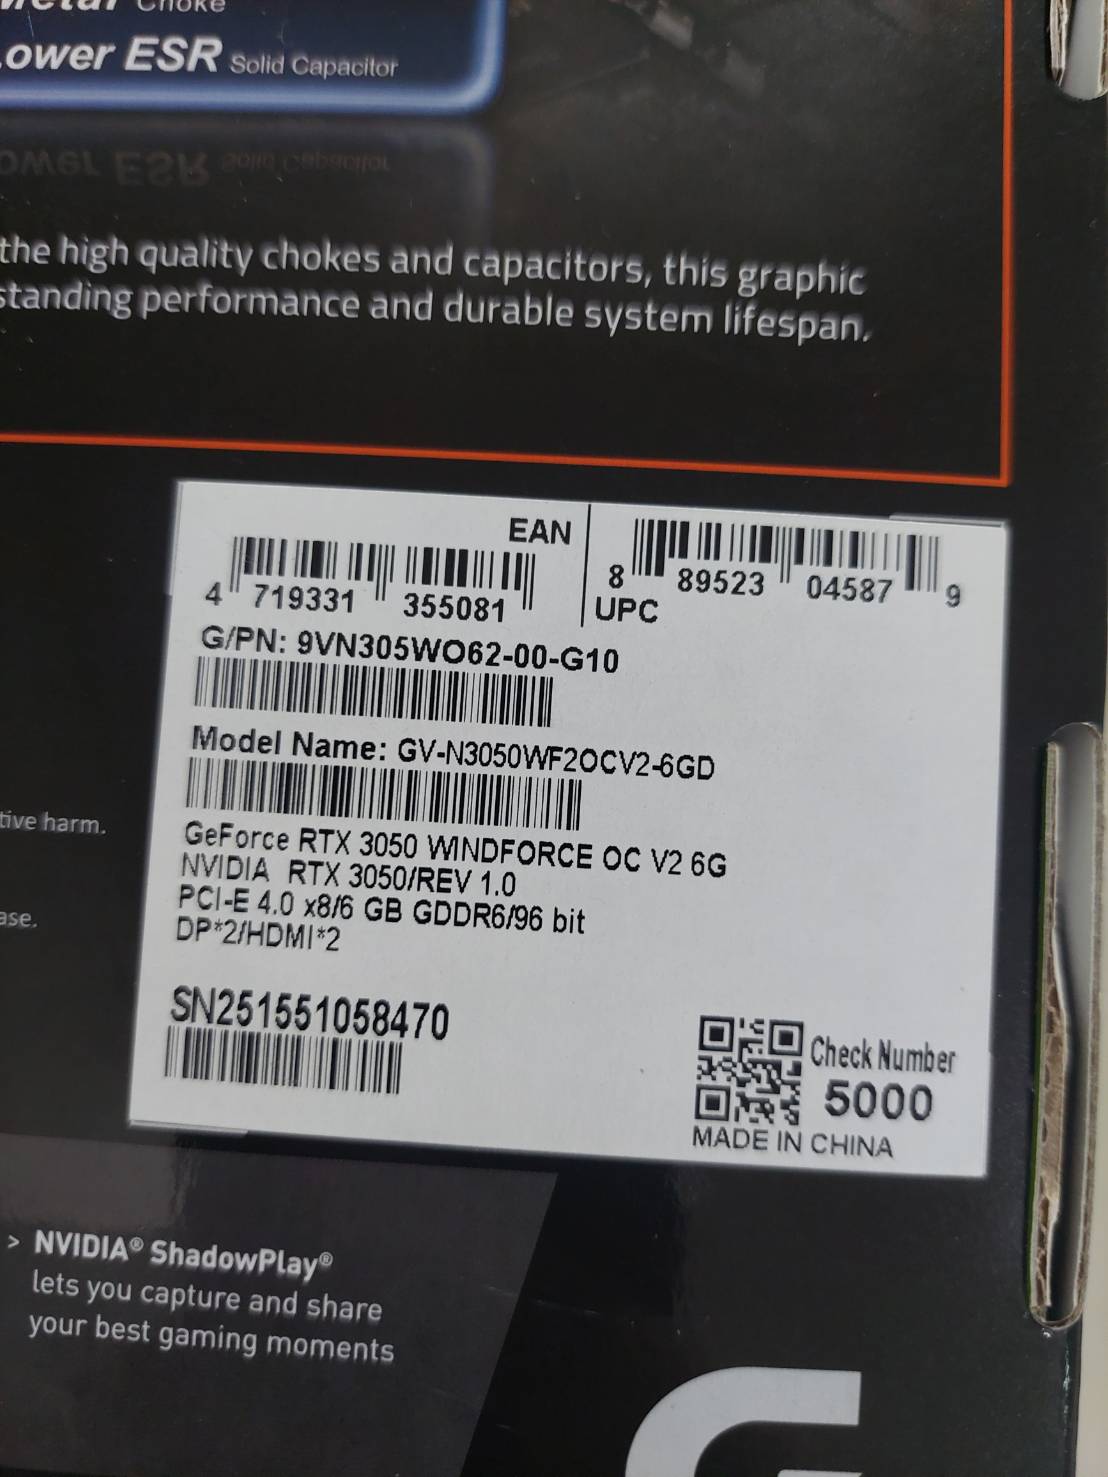 Choke
ower ESR Solid Capacitor
the high quality chokes and capacitors, this graphic
standing performance and durable system lifespan.
EAN
4 719331 355081
8 89523 04587 9
UPC
G/PN: 9VN305WO62-00-G10
Model Name: GV-N3050WF2OCV2-6GD
tive harm.
GeForce RTX 3050 WINDFORCE OC V2 6G
NVIDIA RTX 3050/REV 1.0
PCI-E 4.0 x8/6 GB GDDR6/96 bit
ase.
DP*2/HDMI*2
SN251551058470
Check Number
5000
MADE IN CHINA
> NVIDIA® ShadowPlay®
lets you capture and share
your best gaming moments
G